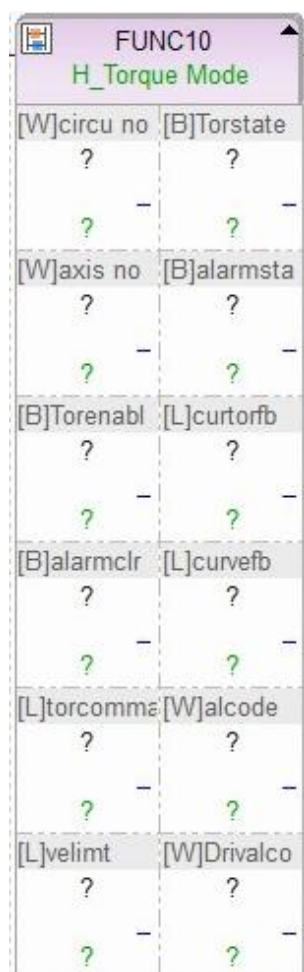 FUNC10
H_Torque Mode
[W]circu no [B]Torstate
? ?
? ?
[W]axis no [B]alarmsta
? ?
? ?
[B]Torenabl [L]curtorfb
? ?
? ?
[B]alarmclr [L]curvefb
? ?
? ?
[L]torcomma [W]alcode
? ?
? ?
[L]velimt [W]Drivalco
? ?
? ?